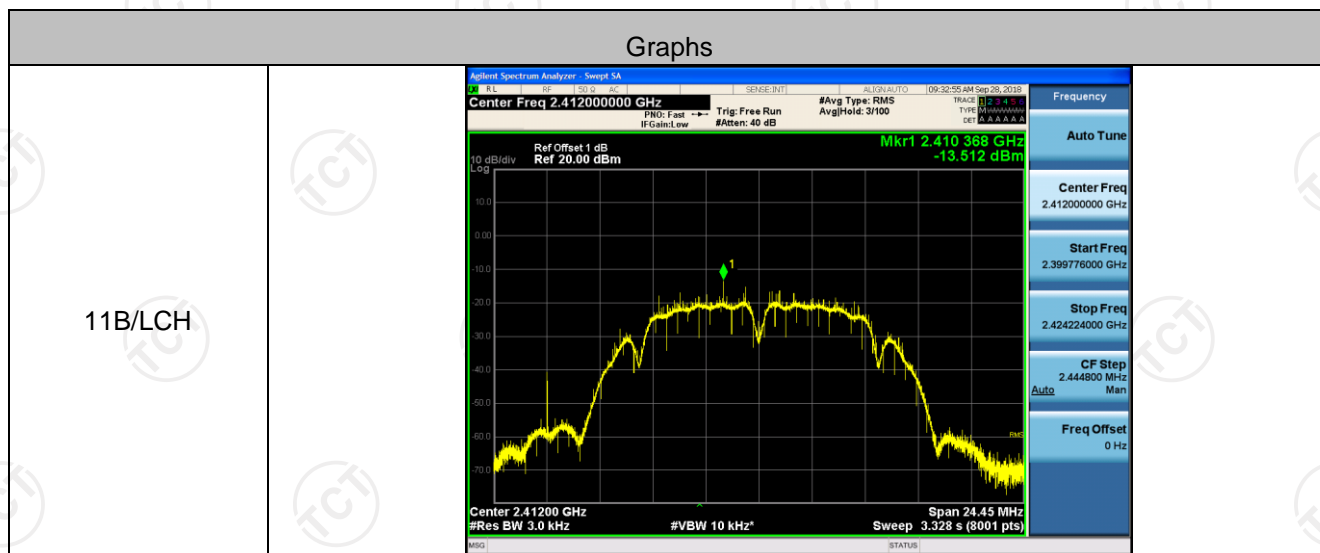 Graphs
11B/LCH
Agilent Spectrum Analyzer - Swept SA
RL RF 50 Ω AC SENSE:INT ALIGN AUTO 09:32:55 AM Sep 28, 2018
Center Freq 2.412000000 GHz
PNO: Fast
IFGain:Low
Trig: Free Run
#Atten: 40 dB
#Avg Type: RMS
Avg|Hold: 3/100
TRACE 1 2 3 4 5 6
TYPE M
DET A A A A A A
Ref Offset 1 dB
10 dB/div Ref 20.00 dBm
Log
Mkr1 2.410 368 GHz
-13.512 dBm
10.0
0.00
-10.0
-20.0
-30.0
-40.0
-50.0
-60.0
-70.0
1
RMS
Center 2.41200 GHz
Span 24.45 MHz
#Res BW 3.0 kHz
#VBW 10 kHz*
Sweep 3.328 s (8001 pts)
MSG
STATUS
Frequency
Auto Tune
Center Freq
2.412000000 GHz
Start Freq
2.399776000 GHz
Stop Freq
2.424224000 GHz
CF Step
2.444800 MHz
Auto Man
Freq Offset
0 Hz
TCT
TCT
TCT
TCT
TCT
TCT
TCT